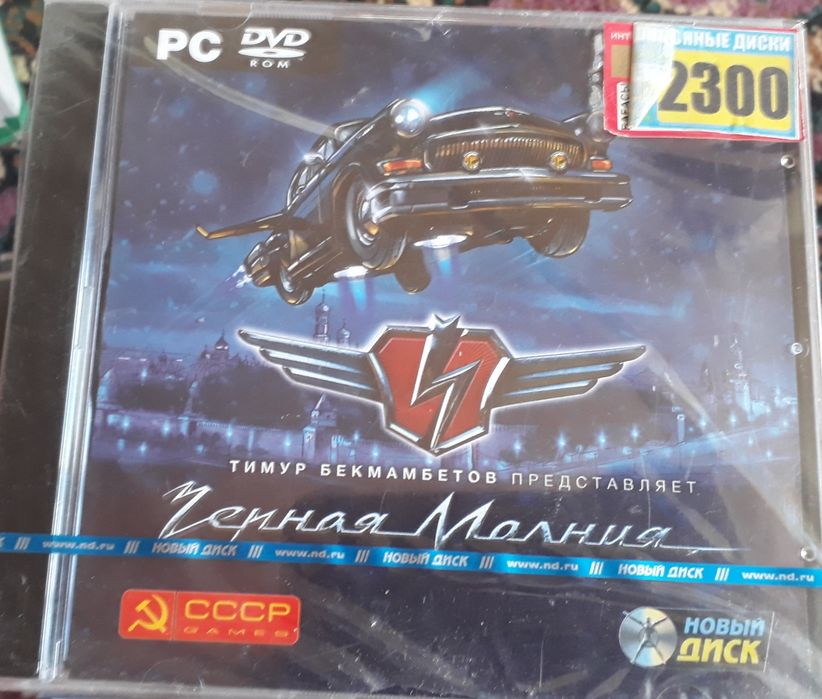 PC DVD
ROM
ИНТ
ДИСКИ
2300
ТИМУР БЕКМАМБЕТОВ ПРЕДСТАВЛЯЕТ
Черная Молния
www.nd.ru /// НОВЫЙ ДИСК /// www.nd.ru /// НОВЫЙ ДИСК /// www.nd.ru /// НОВЫЙ ДИСК /// www.nd.ru
СССР
GAMES
НОВЫЙ
ДИСК